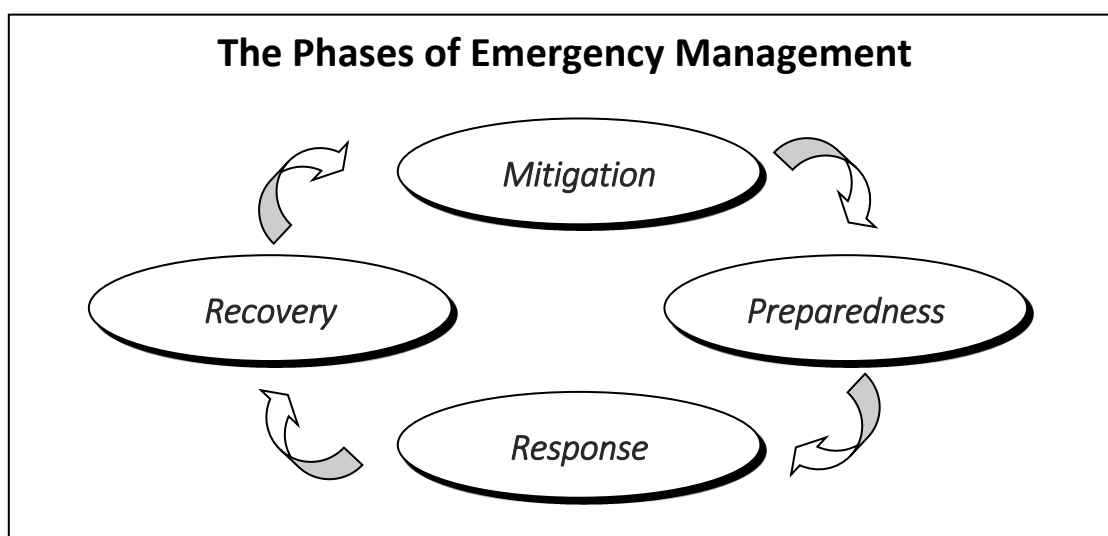 The Phases of Emergency Management
Mitigation
Recovery
Preparedness
Response